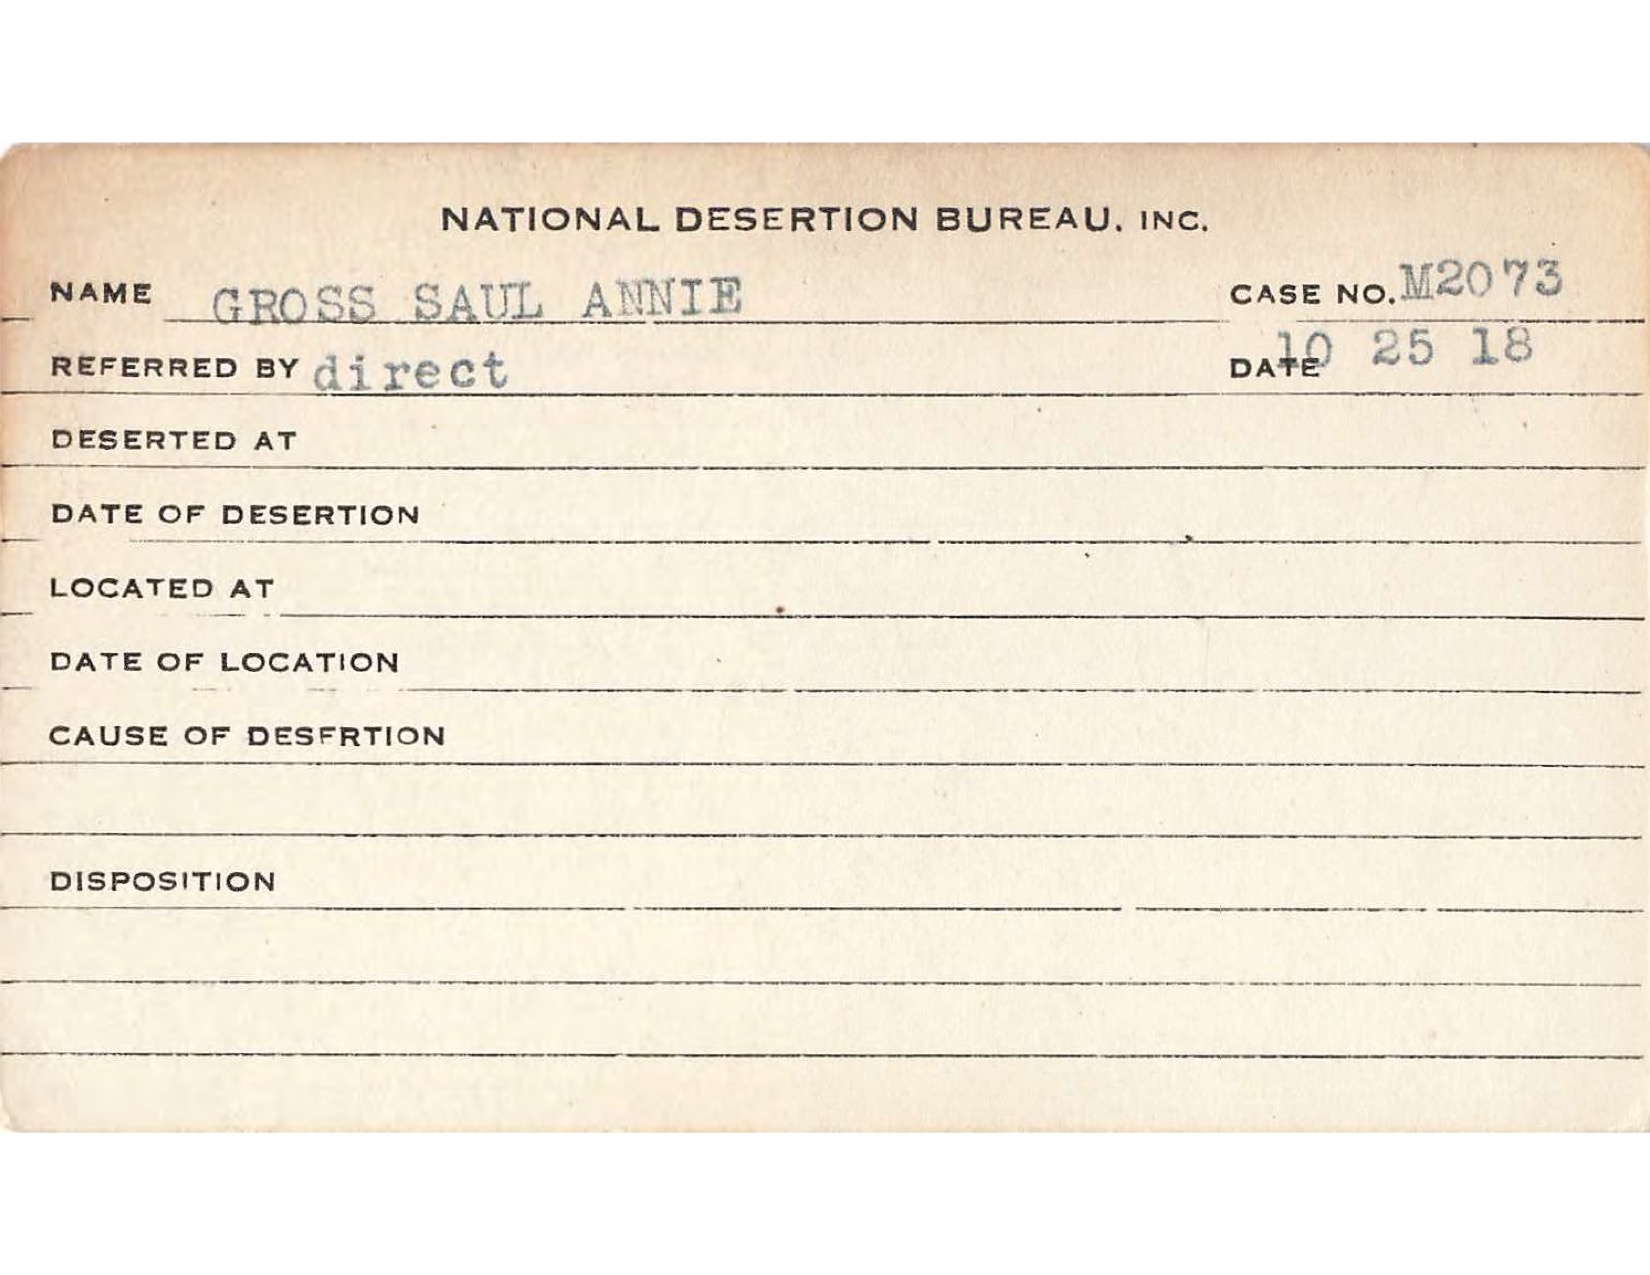 NATIONAL DESERTION BUREAU, INC.
NAME GROSS SAUL ANNIE CASE NO. M2073
REFERRED BY direct DATE 10 25 18
DESERTED AT
DATE OF DESERTION
LOCATED AT
DATE OF LOCATION
CAUSE OF DESERTION
DISPOSITION